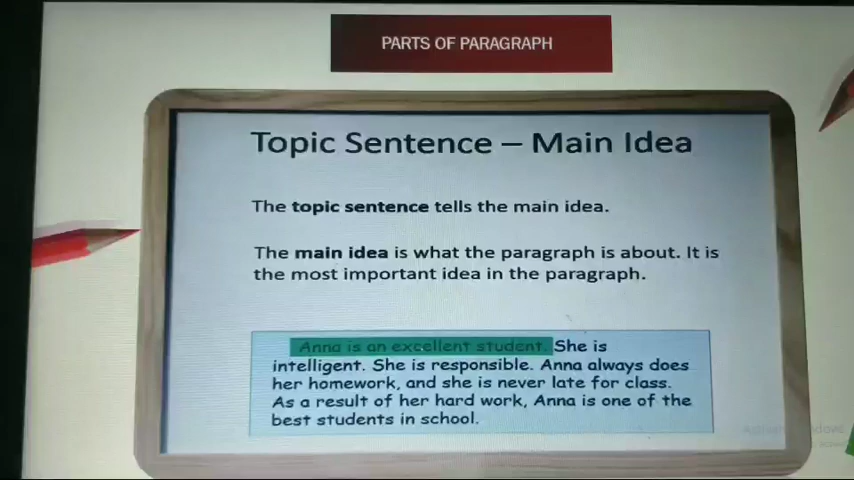 PARTS OF PARAGRAPH
Topic Sentence – Main Idea
The topic sentence tells the main idea.
The main idea is what the paragraph is about. It is
the most important idea in the paragraph.
Anna is an excellent student. She is
intelligent. She is responsible. Anna always does
her homework, and she is never late for class.
As a result of her hard work, Anna is one of the
best students in school.